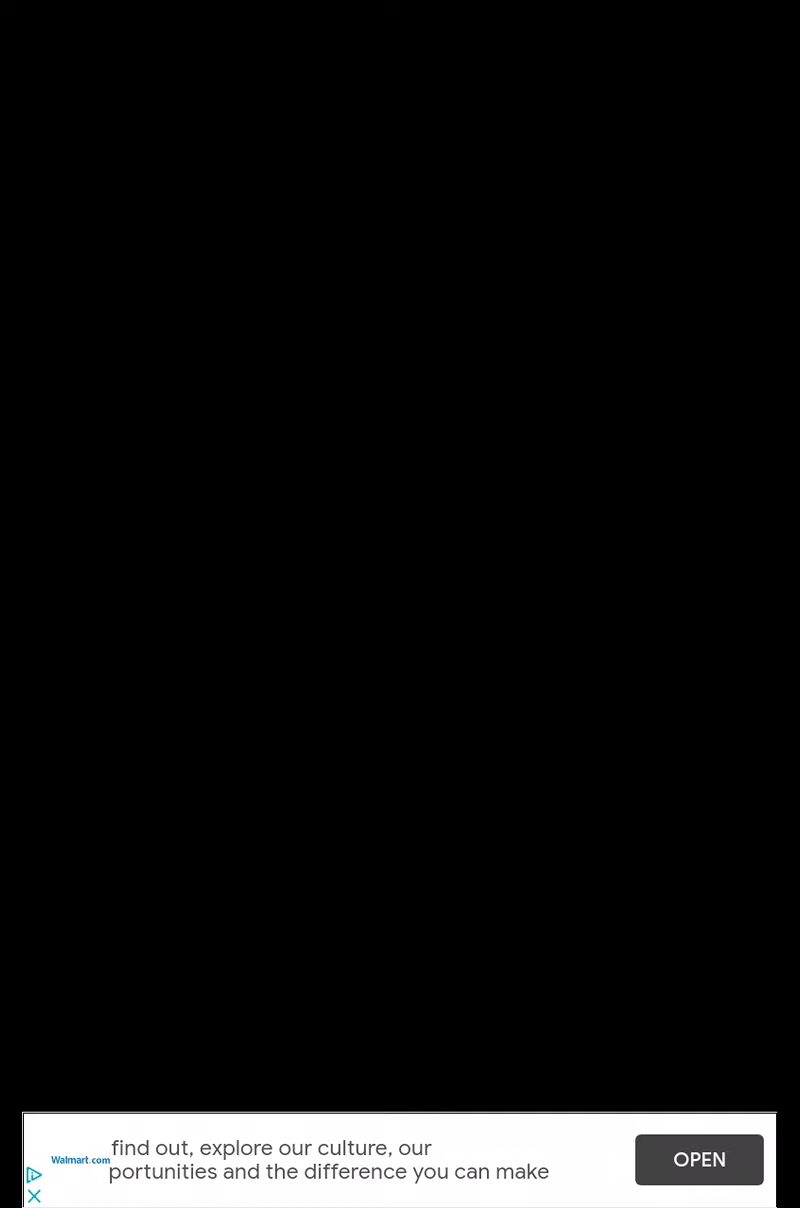 find out, explore our culture, our
Walmart.com
portunities and the difference you can make
OPEN